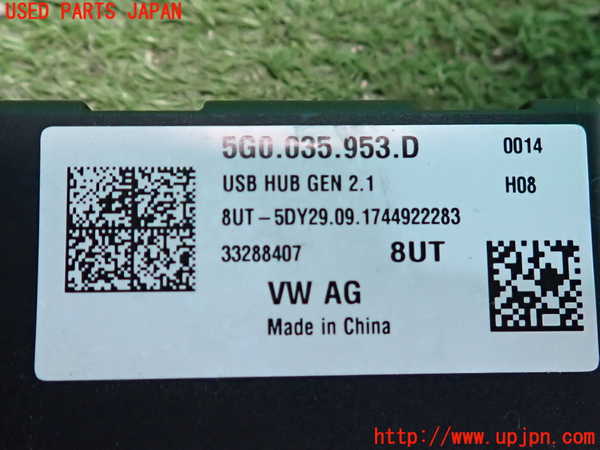 USED PARTS JAPAN
5G0.035.953.D
0014
USB HUB GEN 2.1
H08
8UT-5DY29.09.1744922283
33288407
8UT
VW AG
Made in China
http://www.upjpn.com/